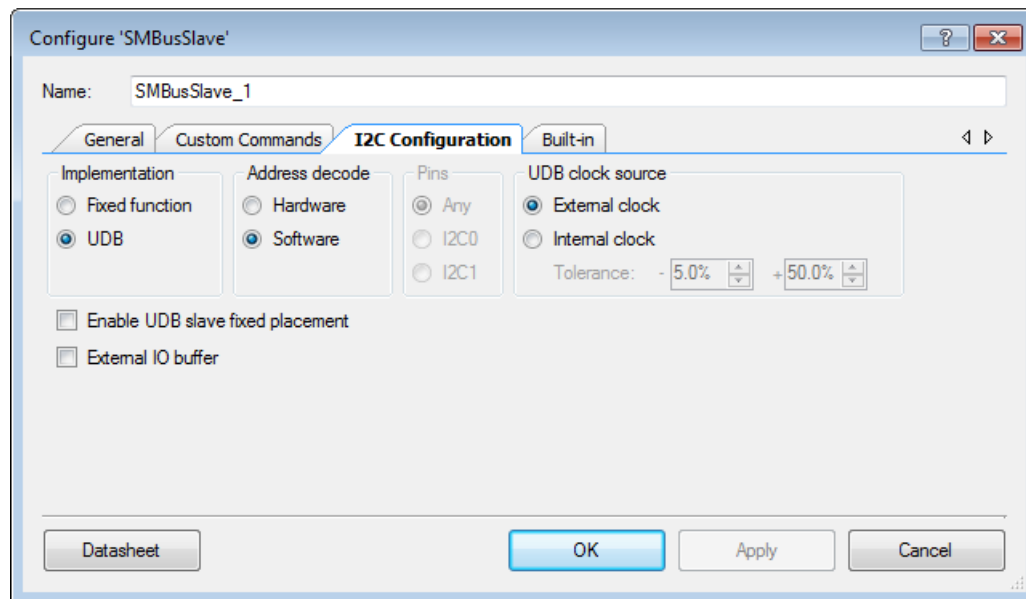 Configure 'SMBusSlave'
?
Name: SMBusSlave_1
General Custom Commands I2C Configuration Built-in
Implementation Address decode Pins UDB clock source
Fixed function Hardware Any External clock
UDB Software I2C0 Internal clock
I2C1 Tolerance: - 5.0% + 50.0%
Enable UDB slave fixed placement
External IO buffer
Datasheet OK Apply Cancel